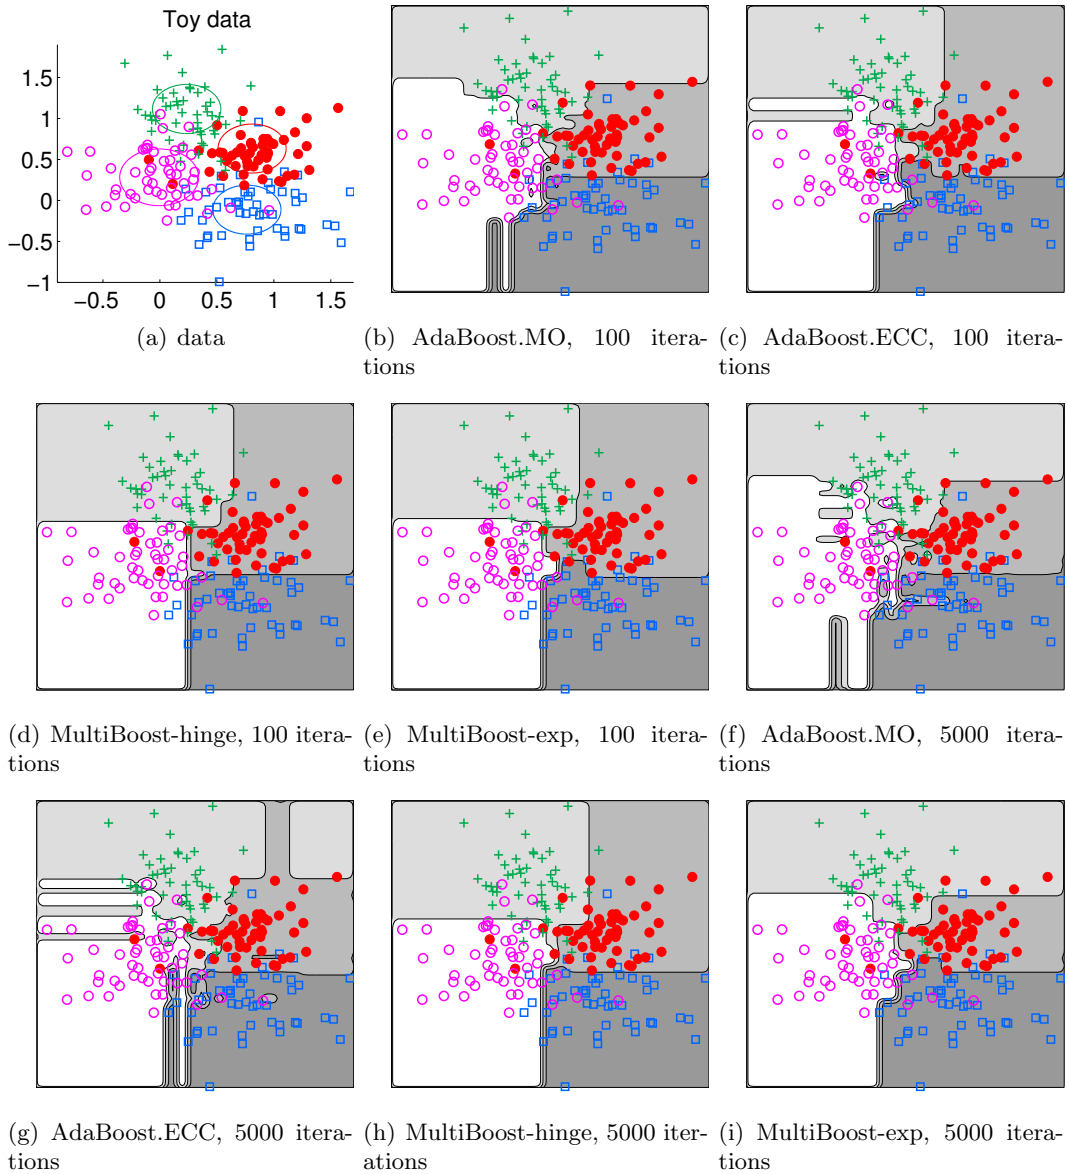 Toy data
1.5
1
0.5
0
−0.5
−1
−0.5 0 0.5 1 1.5
(a) data
(b) AdaBoost.MO, 100 itera-
tions
(c) AdaBoost.ECC, 100 itera-
tions
(d) MultiBoost-hinge, 100 itera-
tions
(e) MultiBoost-exp, 100 itera-
tions
(f) AdaBoost.MO, 5000 itera-
tions
(g) AdaBoost.ECC, 5000 itera-
tions
(h) MultiBoost-hinge, 5000 iter-
ations
(i) MultiBoost-exp, 5000 itera-
tions